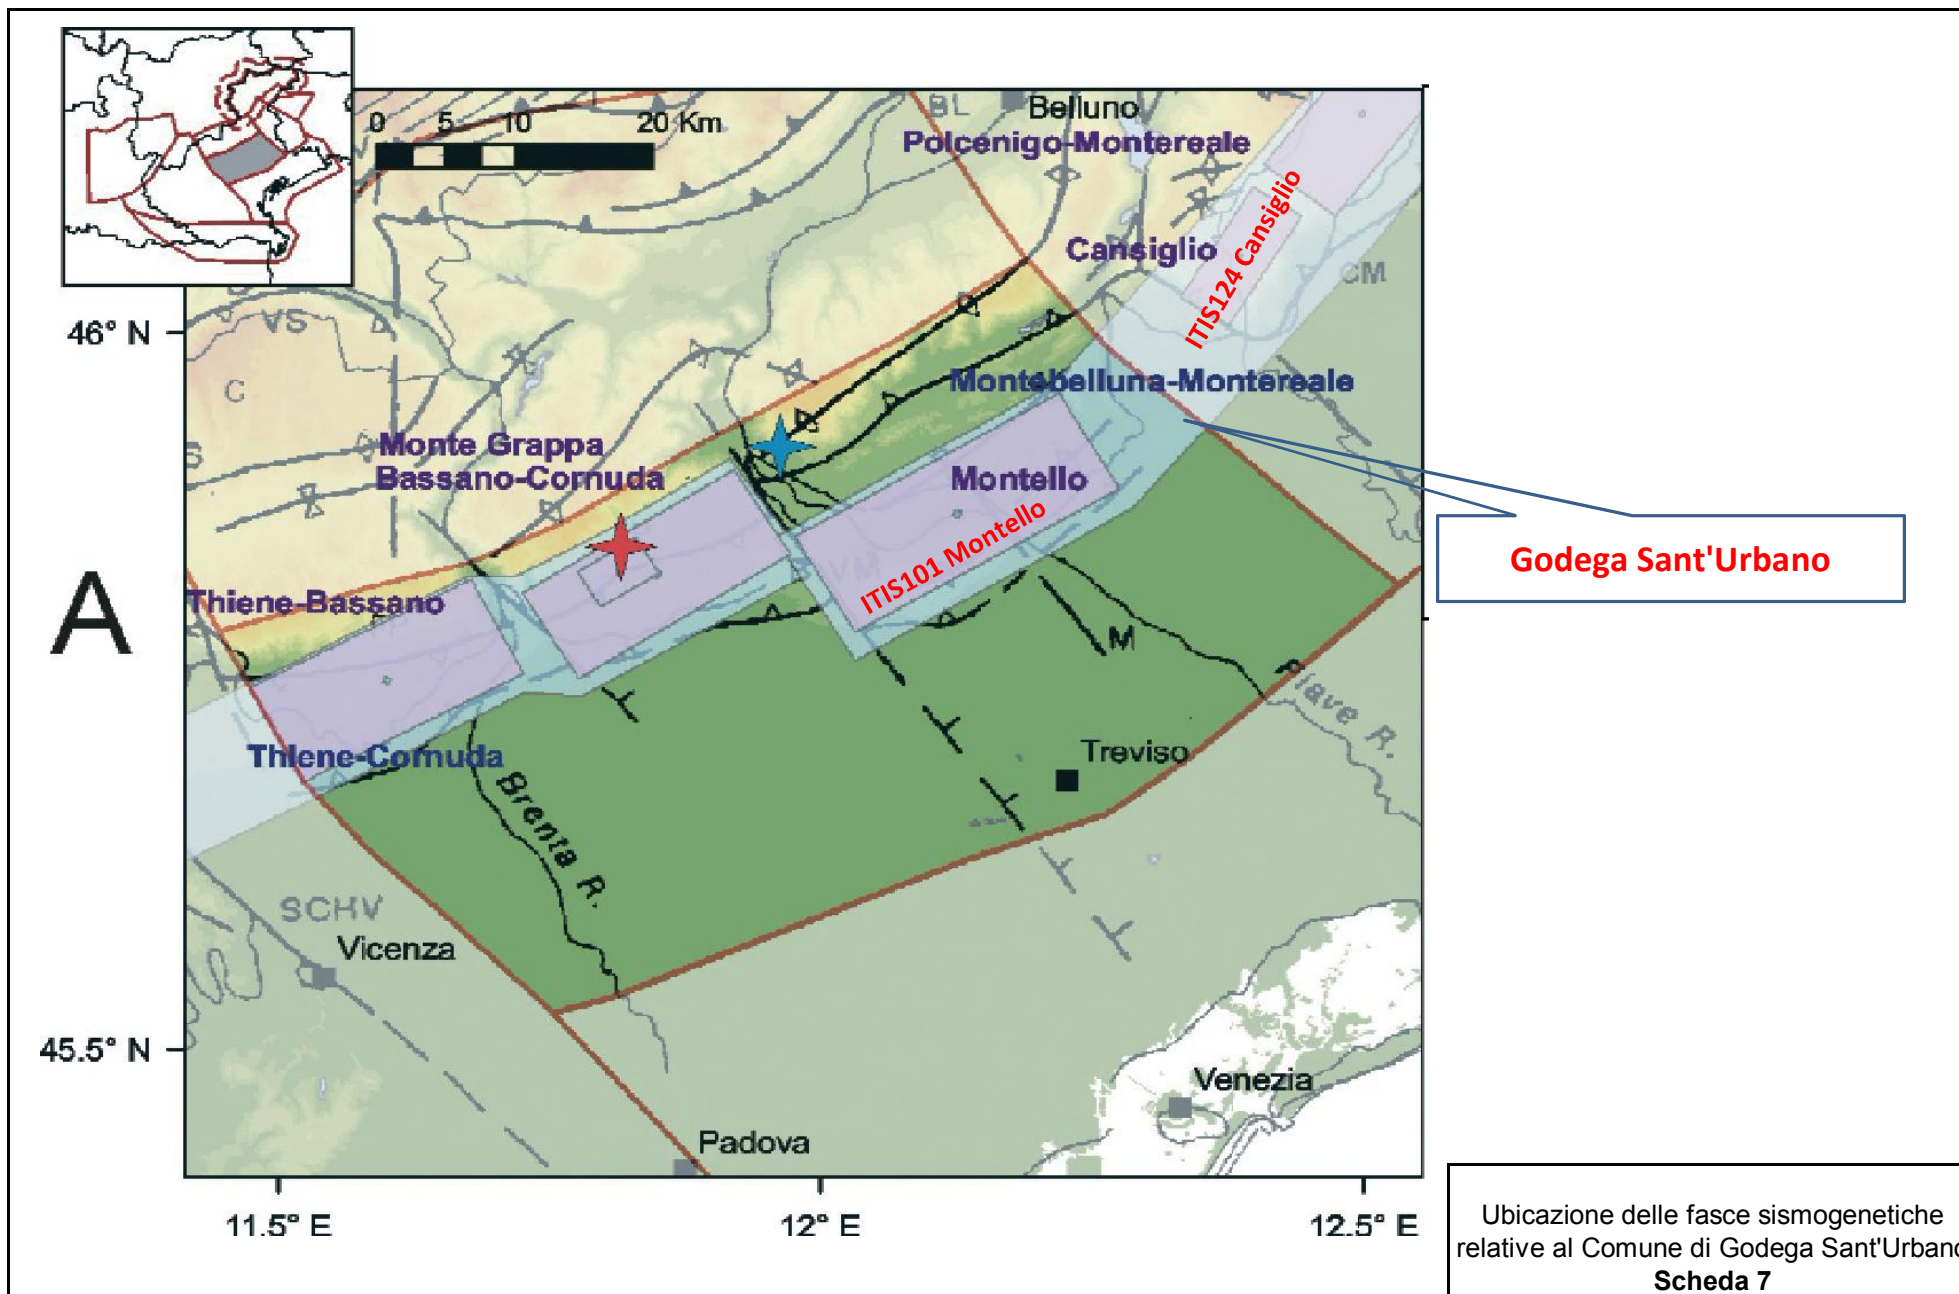 0 5 10 20 Km
BL
Belluno
Polcenigo-Montereale
ITIS124 Cansiglio
Cansiglio
CM
46° N
VS
C
Montebelluna-Montereale
S
Monte Grappa
Bassano-Cornuda
Montello
ITIS101 Montello
VM
Godega Sant'Urbano
A
Thiene-Bassano
M
Piave R.
Thiene-Cornuda
Treviso
Brenta R.
SCHV
Vicenza
45.5° N
Venezia
Padova
11.5° E 12° E 12.5° E
Ubicazione delle fasce sismogenetiche
relative al Comune di Godega Sant'Urbano
Scheda 7